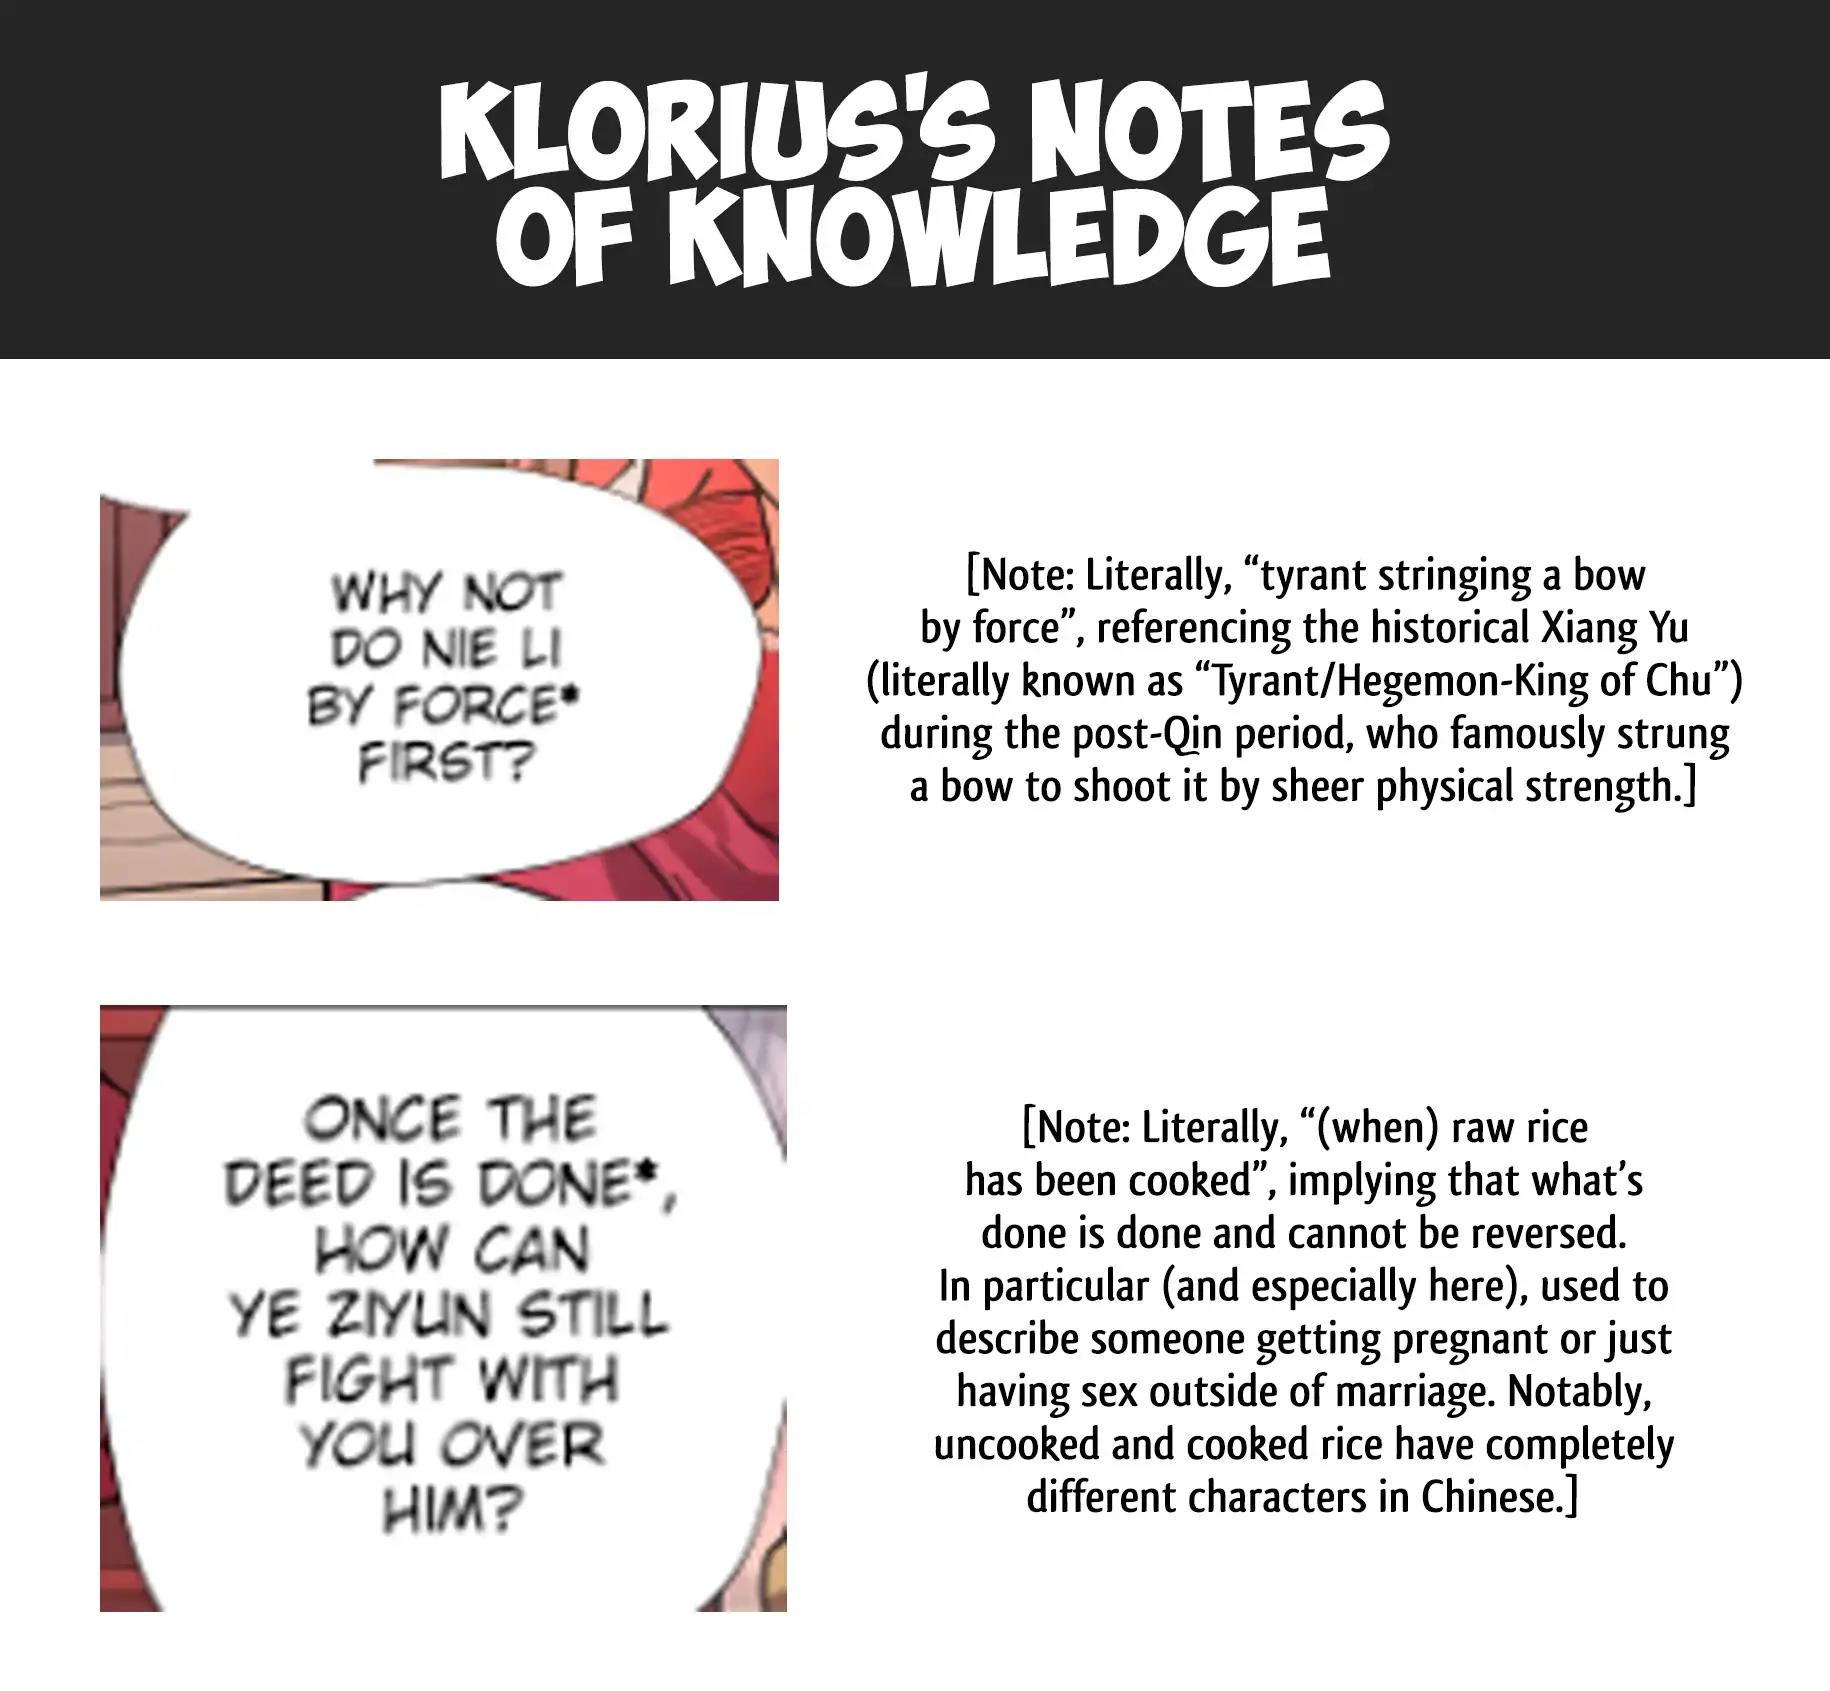 KLORIUS'S NOTES
OF KNOWLEDGE
WHY NOT
DO NIE LI
BY FORCE*
FIRST?
[Note: Literally, “tyrant stringing a bow
by force”, referencing the historical Xiang Yu
(literally known as “Tyrant/Hegemon-King of Chu”)
during the post-Qin period, who famously strung
a bow to shoot it by sheer physical strength.]
ONCE THE
DEED IS DONE*,
HOW CAN
YE ZIYUN STILL
FIGHT WITH
YOU OVER
HIM?
[Note: Literally, “(when) raw rice
has been cooked”, implying that what’s
done is done and cannot be reversed.
In particular (and especially here), used to
describe someone getting pregnant or just
having sex outside of marriage. Notably,
uncooked and cooked rice have completely
different characters in Chinese.]